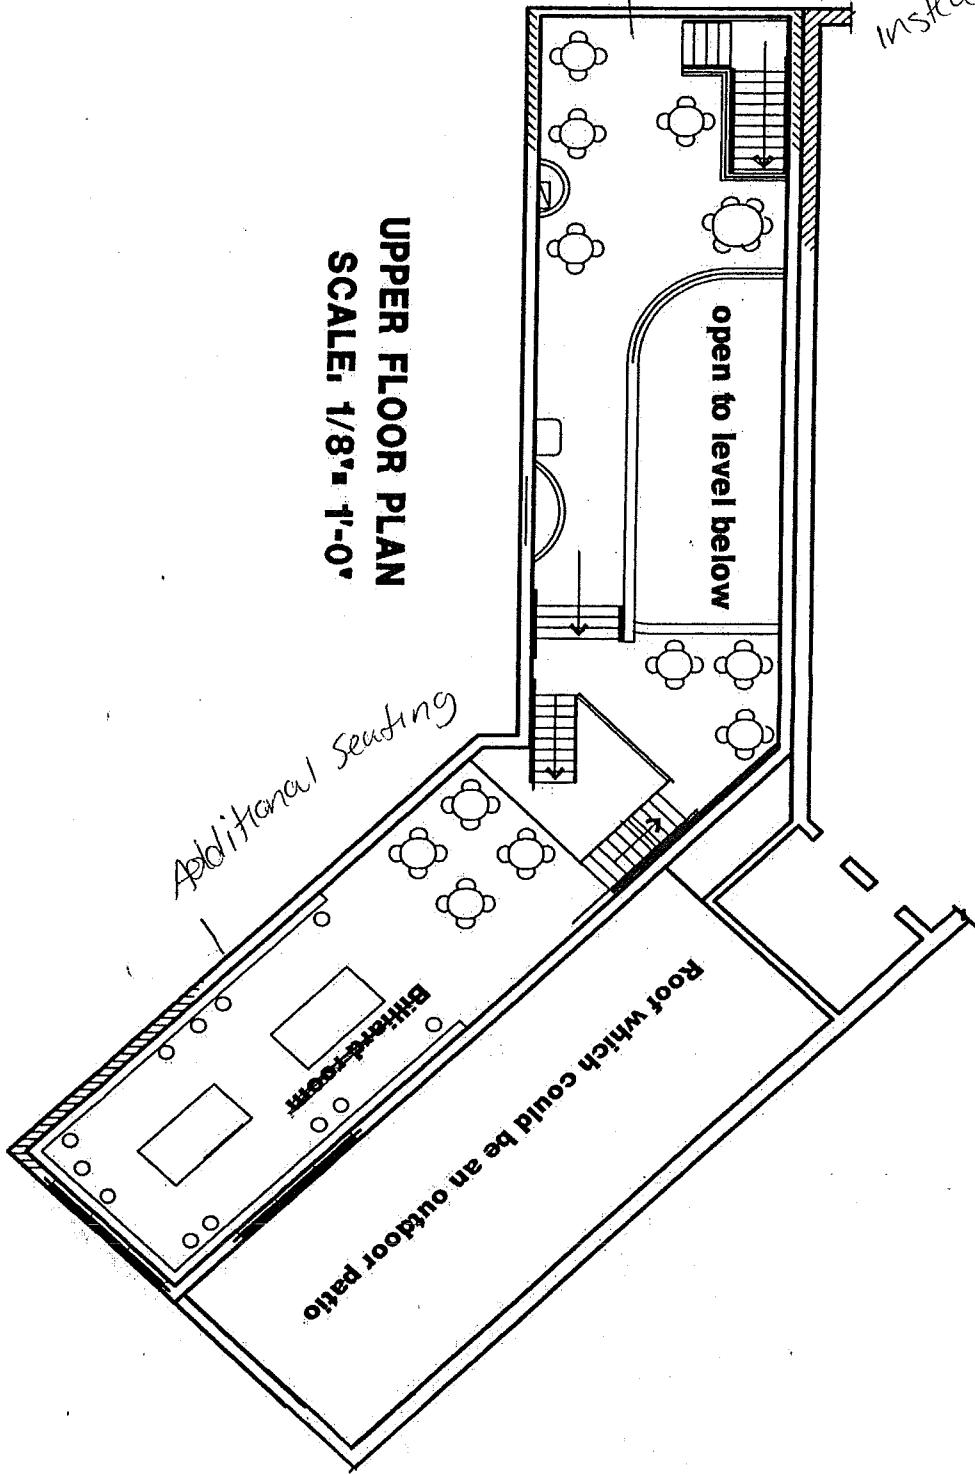 UPPER FLOOR PLAN
SCALE: 1/8"= 1'-0"
open to level below
Additional Seating
Billiard room
Roof which could be an outdoor patio